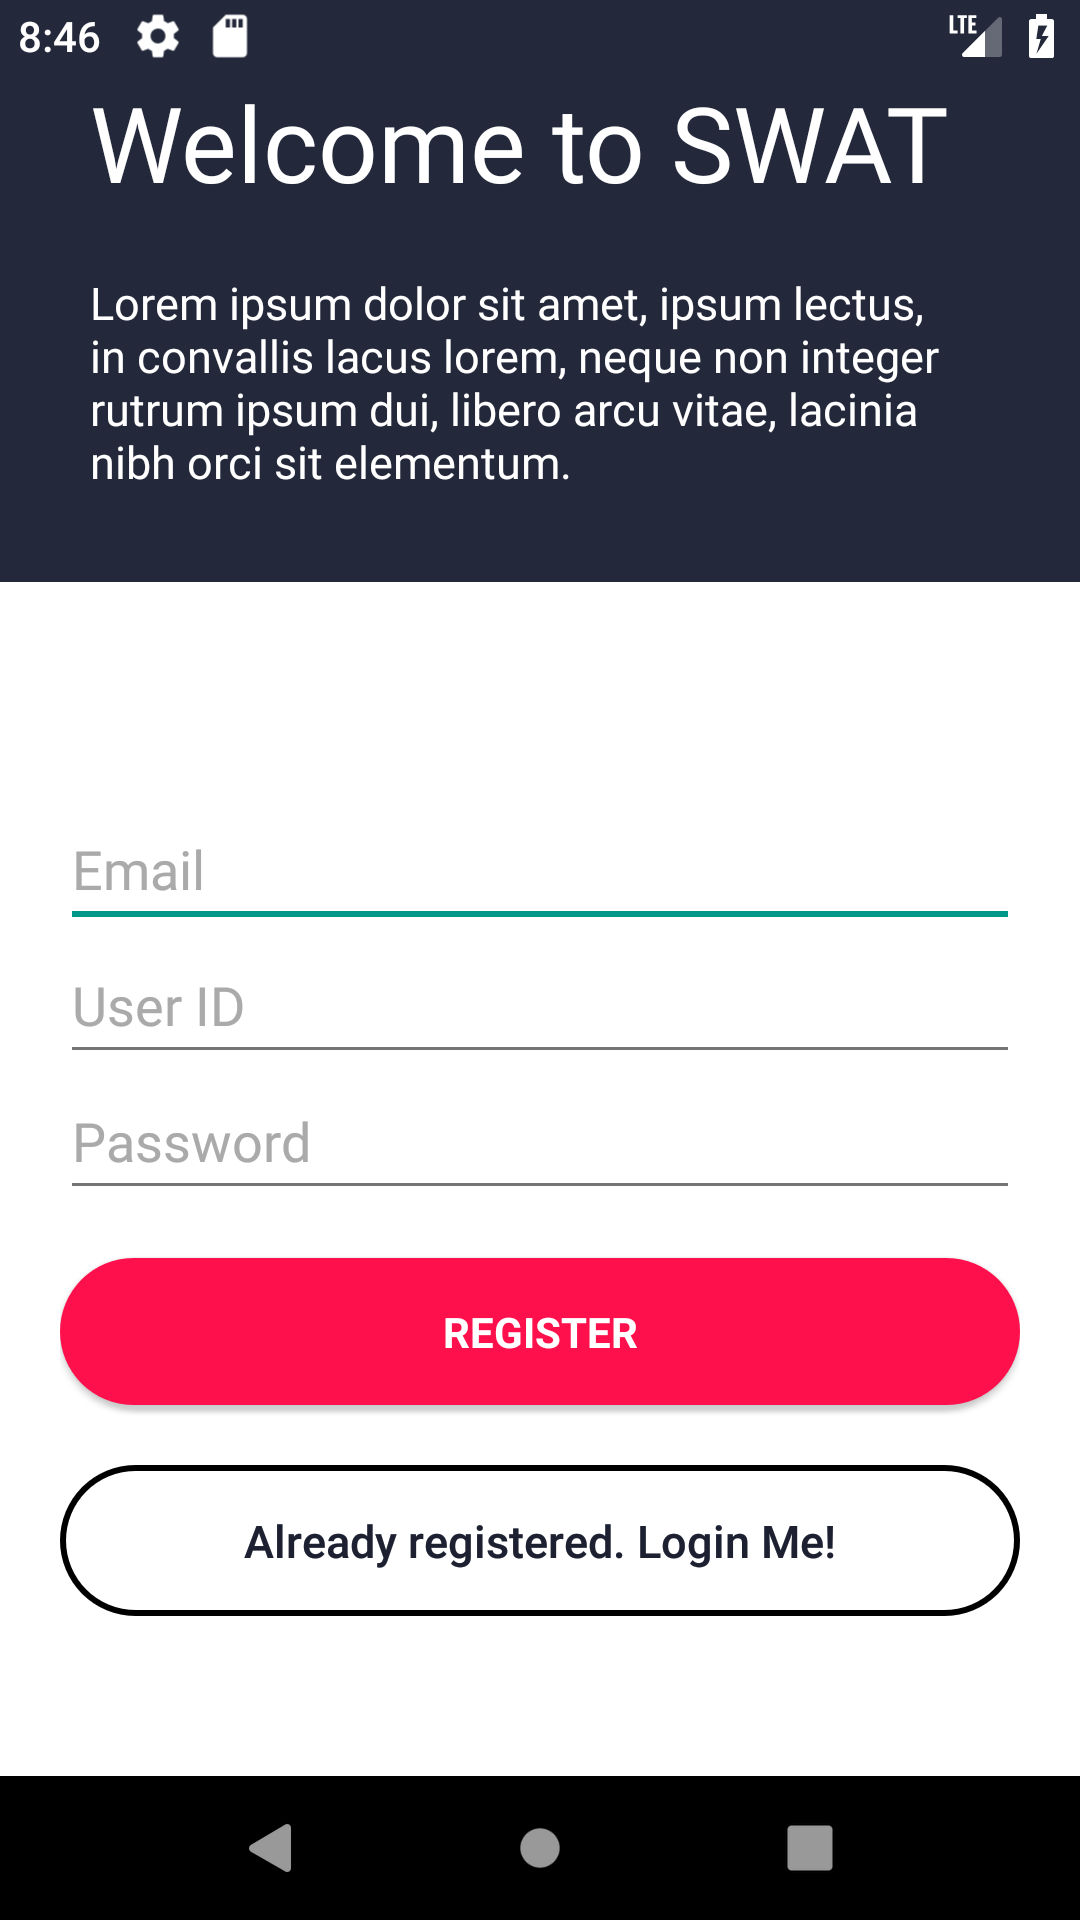 8:46 LTE
Welcome to SWAT
Lorem ipsum dolor sit amet, ipsum lectus,
in convallis lacus lorem, neque non integer
rutrum ipsum dui, libero arcu vitae, lacinia
nibh orci sit elementum.
Email
User ID
Password
REGISTER
Already registered. Login Me!